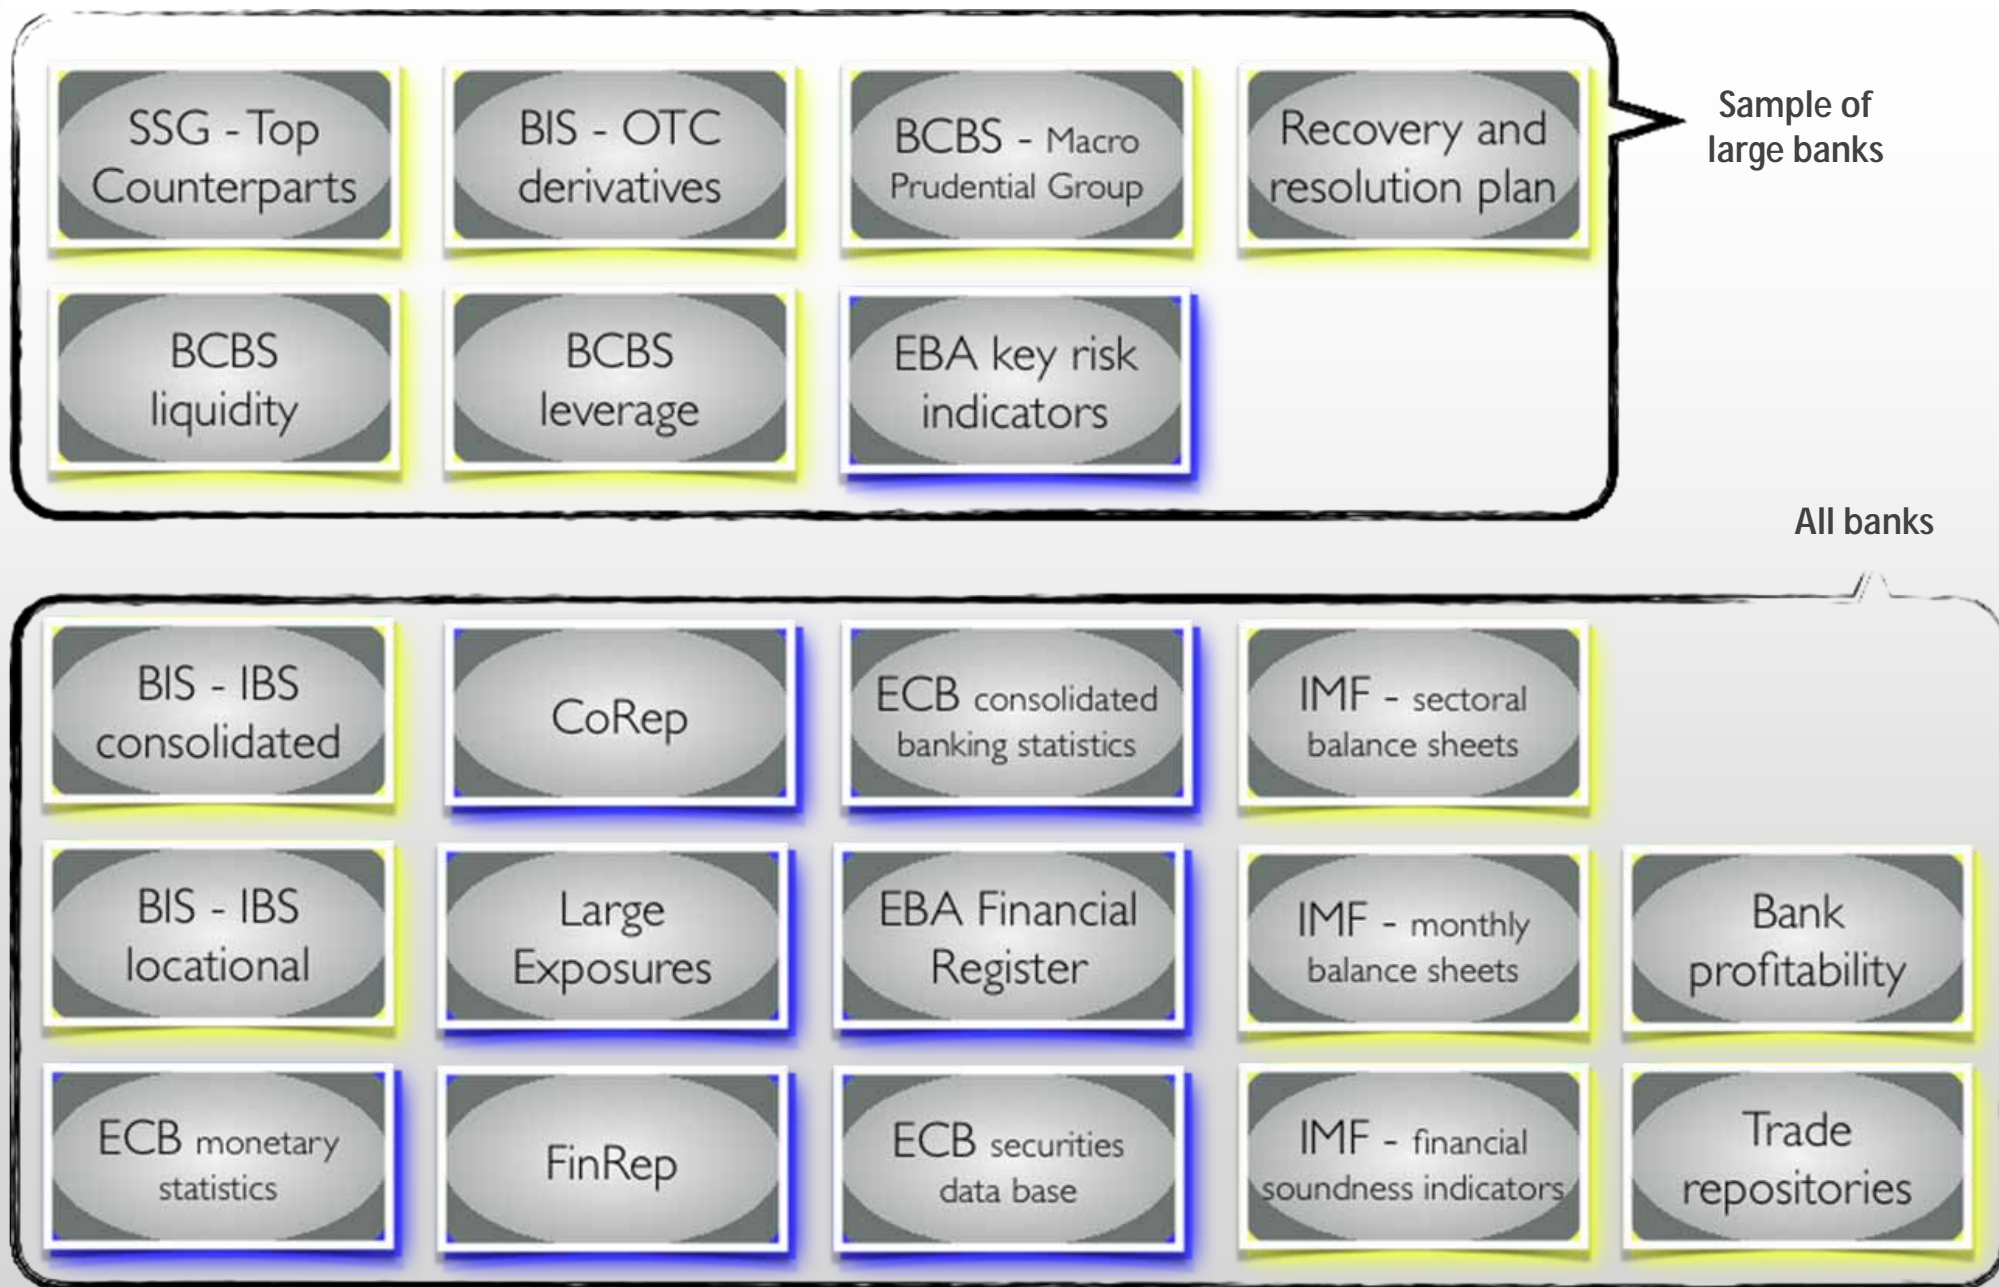 SSG - Top
Counterparts
BIS - OTC
derivatives
BCBS - Macro
Prudential Group
Recovery and
resolution plan
Sample of
large banks
BCBS
liquidity
BCBS
leverage
EBA key risk
indicators
All banks
BIS - IBS
consolidated
CoRep
ECB consolidated
banking statistics
IMF - sectoral
balance sheets
BIS - IBS
locational
Large
Exposures
EBA Financial
Register
IMF - monthly
balance sheets
Bank
profitability
ECB monetary
statistics
FinRep
ECB securities
data base
IMF - financial
soundness indicators
Trade
repositories